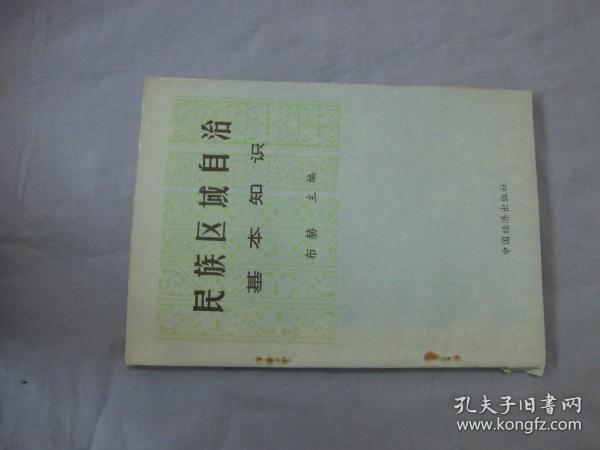 民族区域自治
基本知识
布赫 主编
中国经济出版社
孔夫子旧书网
www.kongfz.com